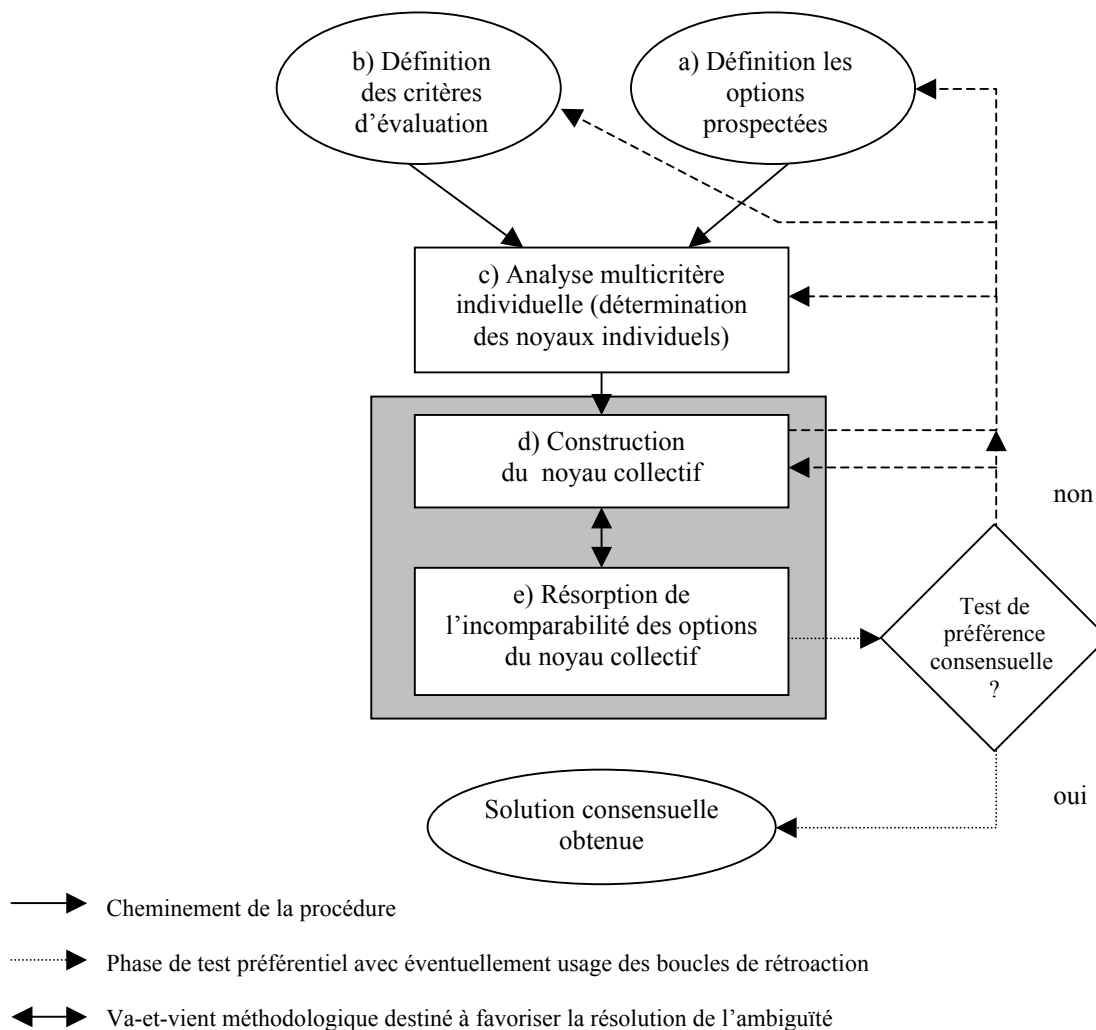 b) Définition
des critères
d’évaluation
a) Définition les
options
prospectées
c) Analyse multicritère
individuelle (détermination
des noyaux individuels)
d) Construction
du noyau collectif
non
e) Résorption de
l’incomparabilité des options
du noyau collectif
Test de
préférence
consensuelle
?
oui
Solution consensuelle
obtenue
Cheminement de la procédure
Phase de test préférentiel avec éventuellement usage des boucles de rétroaction
Va-et-vient méthodologique destiné à favoriser la résolution de l’ambiguïté